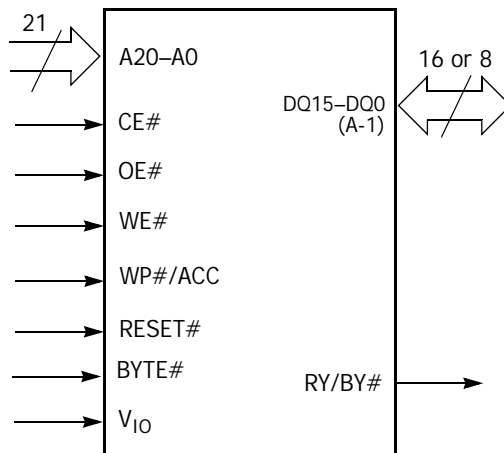 21
A20–A0
16 or 8
DQ15–DQ0
(A-1)
CE#
OE#
WE#
WP#/ACC
RESET#
BYTE#
RY/BY#
VIO